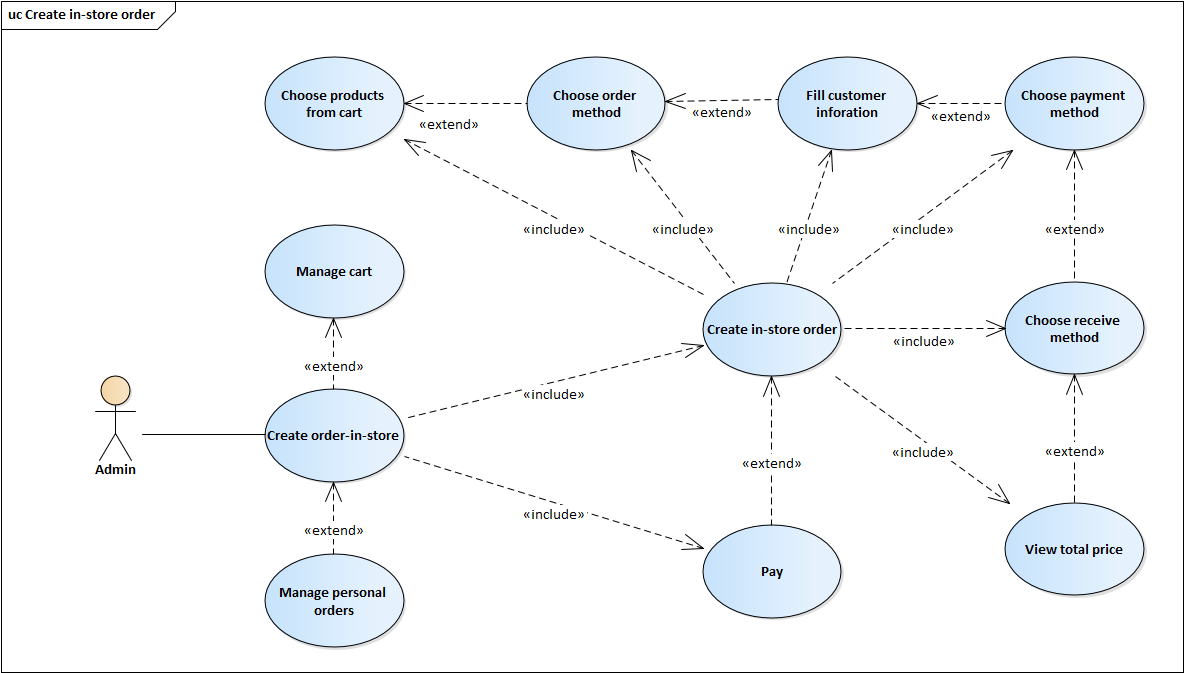 uc Create in-store order
Choose products
from cart
Choose order
method
Fill customer
inforation
Choose payment
method
«extend»
«extend»
«extend»
«include»
«include»
«include»
«include»
«extend»
Manage cart
Create in-store order
Choose receive
method
«include»
«extend»
«include»
Admin
Create order-in-store
«extend»
«include»
«extend»
«include»
«extend»
Manage personal
orders
Pay
View total price